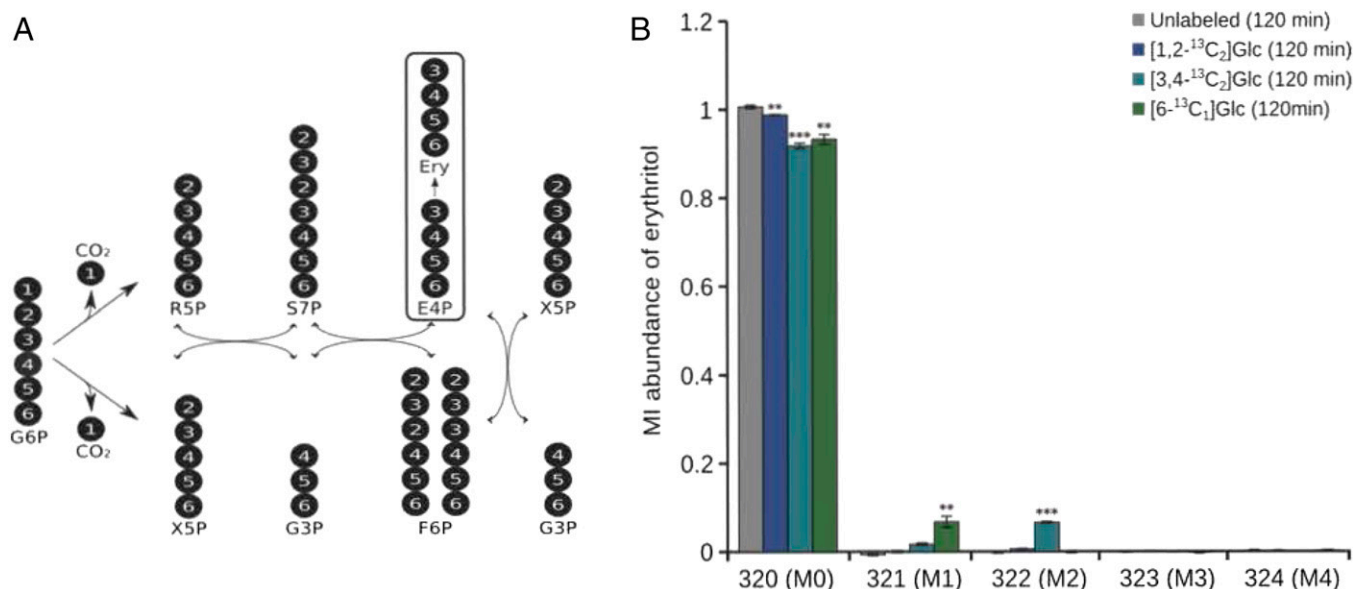 A
CO₂
1
1
2
3
4
5
6
G6P
1
CO₂
2
3
4
5
6
R5P
2
3
2
3
4
5
6
S7P
3
4
5
6
Ery
3
4
5
6
E4P
2
3
4
5
6
X5P
2
3
4
5
6
X5P
4
5
6
G3P
2 2
3 3
2 3
4 4
5 5
6 6
F6P
4
5
6
G3P
B
Unlabeled (120 min)
[1,2-¹³C₂]Glc (120 min)
[3,4-¹³C₂]Glc (120 min)
[6-¹³C₁]Glc (120min)
MI abundance of erythritol
1.2
1
0.8
0.6
0.4
0.2
0
** *** **
** ***
320 (M0) 321 (M1) 322 (M2) 323 (M3) 324 (M4)